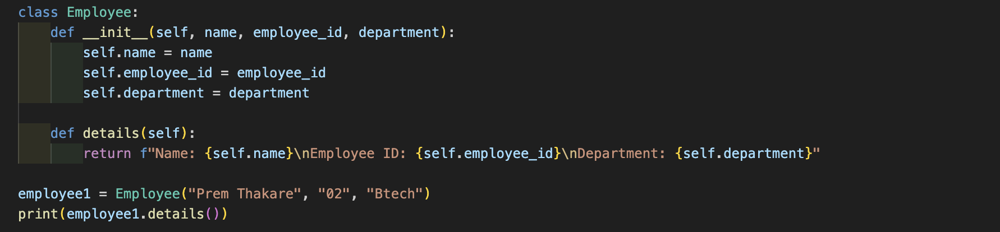 class Employee:
    def __init__(self, name, employee_id, department):
        self.name = name
        self.employee_id = employee_id
        self.department = department

    def details(self):
        return f"Name: {self.name}\nEmployee ID: {self.employee_id}\nDepartment: {self.department}"

employee1 = Employee("Prem Thakare", "02", "Btech")
print(employee1.details())